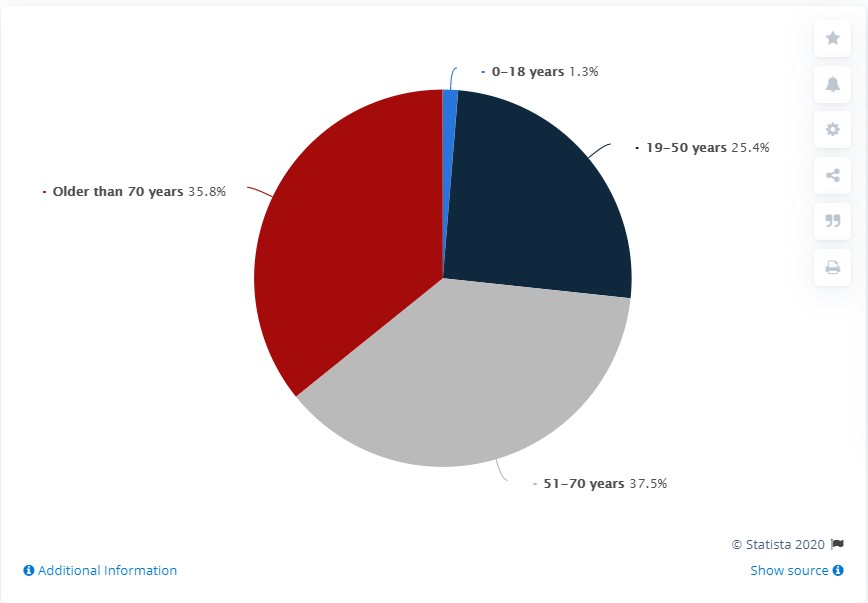 - 0–18 years 1.3%
- 19–50 years 25.4%
- Older than 70 years 35.8%
- 51–70 years 37.5%
© Statista 2020
Additional Information
Show source